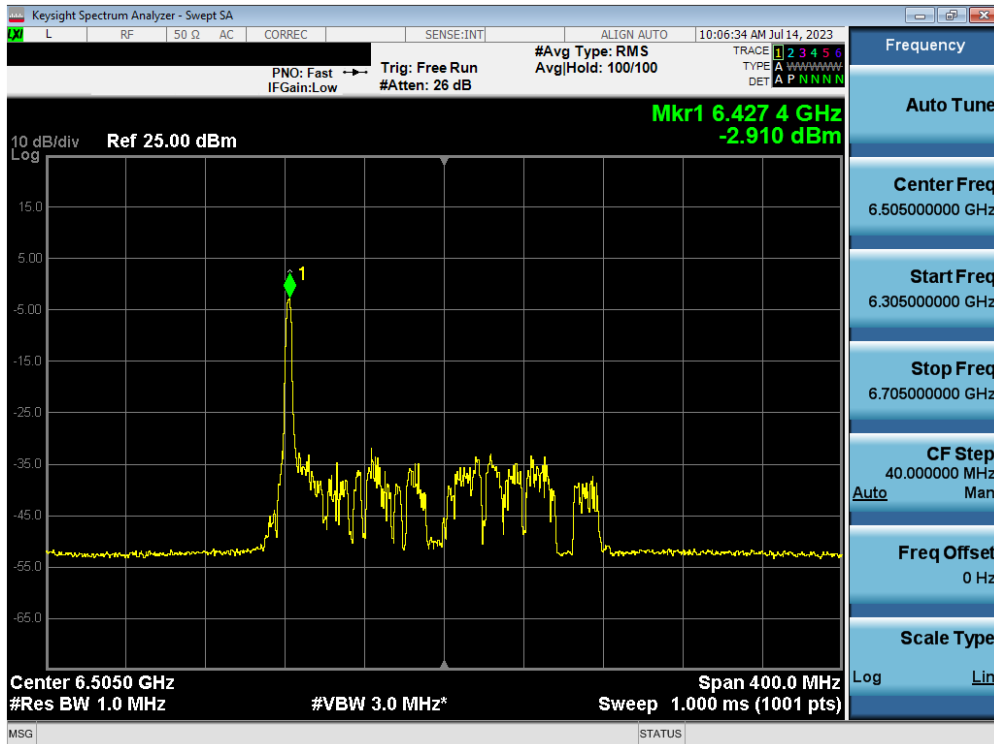 Keysight Spectrum Analyzer - Swept SA
LXI L RF 50 Ω AC CORREC SENSE:INT ALIGN AUTO 10:06:34 AM Jul 14, 2023
PNO: Fast
IFGain:Low
Trig: Free Run
#Atten: 26 dB
#Avg Type: RMS
Avg|Hold: 100/100
TRACE 1 2 3 4 5 6
TYPE A WWWWW
DET A P N N N N
Mkr1 6.427 4 GHz
-2.910 dBm
10 dB/div Ref 25.00 dBm
Log
1
15.0
5.00
-5.00
-15.0
-25.0
-35.0
-45.0
-55.0
-65.0
Center 6.5050 GHz Span 400.0 MHz
#Res BW 1.0 MHz #VBW 3.0 MHz* Sweep 1.000 ms (1001 pts)
MSG STATUS
Frequency
Auto Tune
Center Freq
6.505000000 GHz
Start Freq
6.305000000 GHz
Stop Freq
6.705000000 GHz
CF Step
40.000000 MHz
Auto Man
Freq Offset
0 Hz
Scale Type
Log Lin